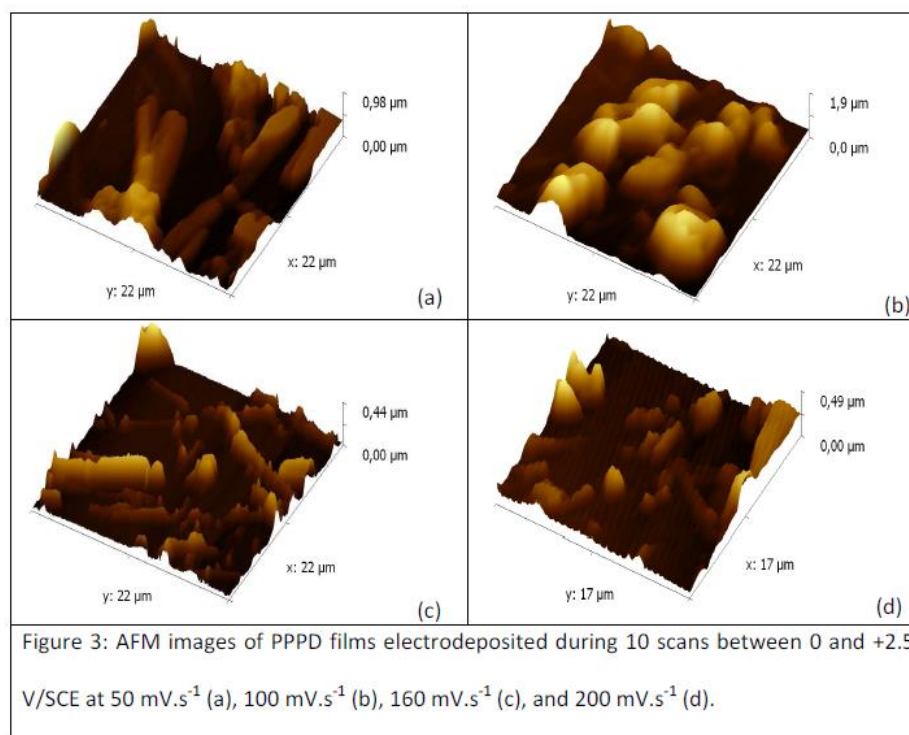 0,98 µm
0,00 µm
x: 22 µm
y: 22 µm
(a)
1,9 µm
0,0 µm
x: 22 µm
y: 22 µm
(b)
0,44 µm
0,00 µm
x: 22 µm
y: 22 µm
(c)
0,49 µm
0,00 µm
x: 17 µm
y: 17 µm
(d)
Figure 3: AFM images of PPPD films electrodeposited during 10 scans between 0 and +2.5
V/SCE at 50 mV.s⁻¹ (a), 100 mV.s⁻¹ (b), 160 mV.s⁻¹ (c), and 200 mV.s⁻¹ (d).